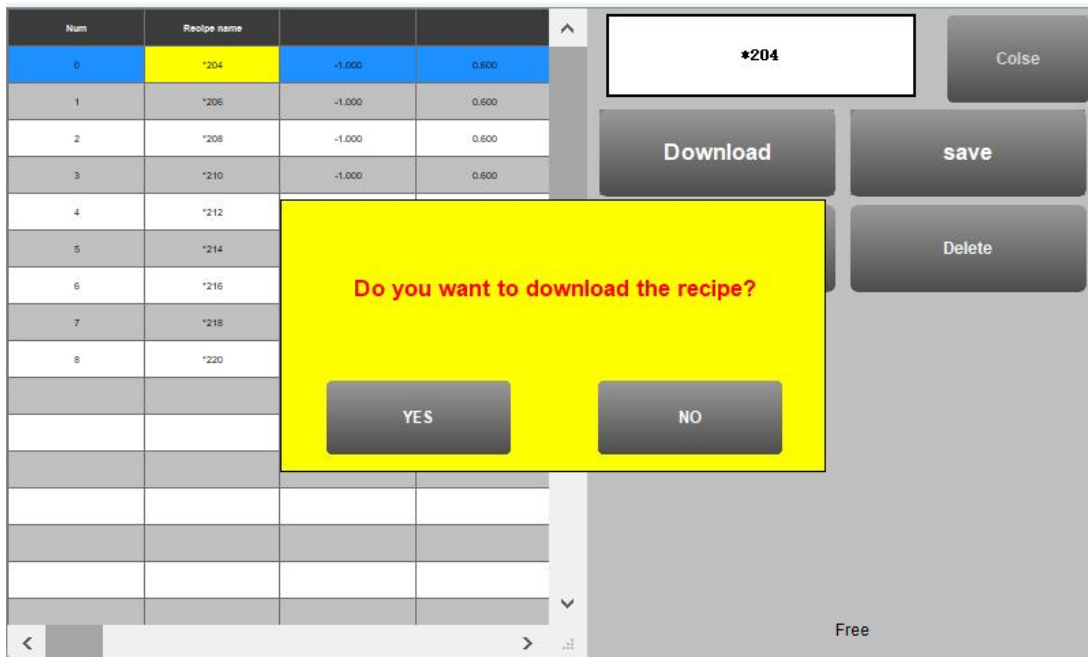 Num Recipe name
0 *204 -1.000 0.600
1 *206 -1.000 0.600
2 *208 -1.000 0.600
3 *210 -1.000 0.600
4 *212
5 *214
6 *216
7 *218
8 *220
*204
Colse
Download
save
Delete
Do you want to download the recipe?
YES
NO
Free